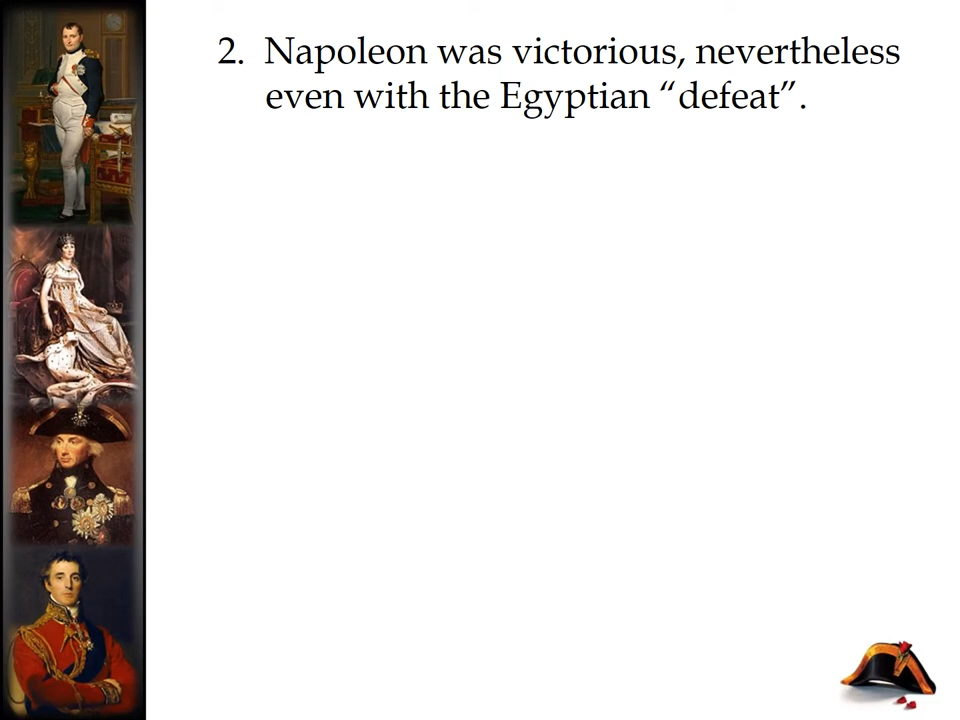 2. Napoleon was victorious, nevertheless
even with the Egyptian “defeat”.